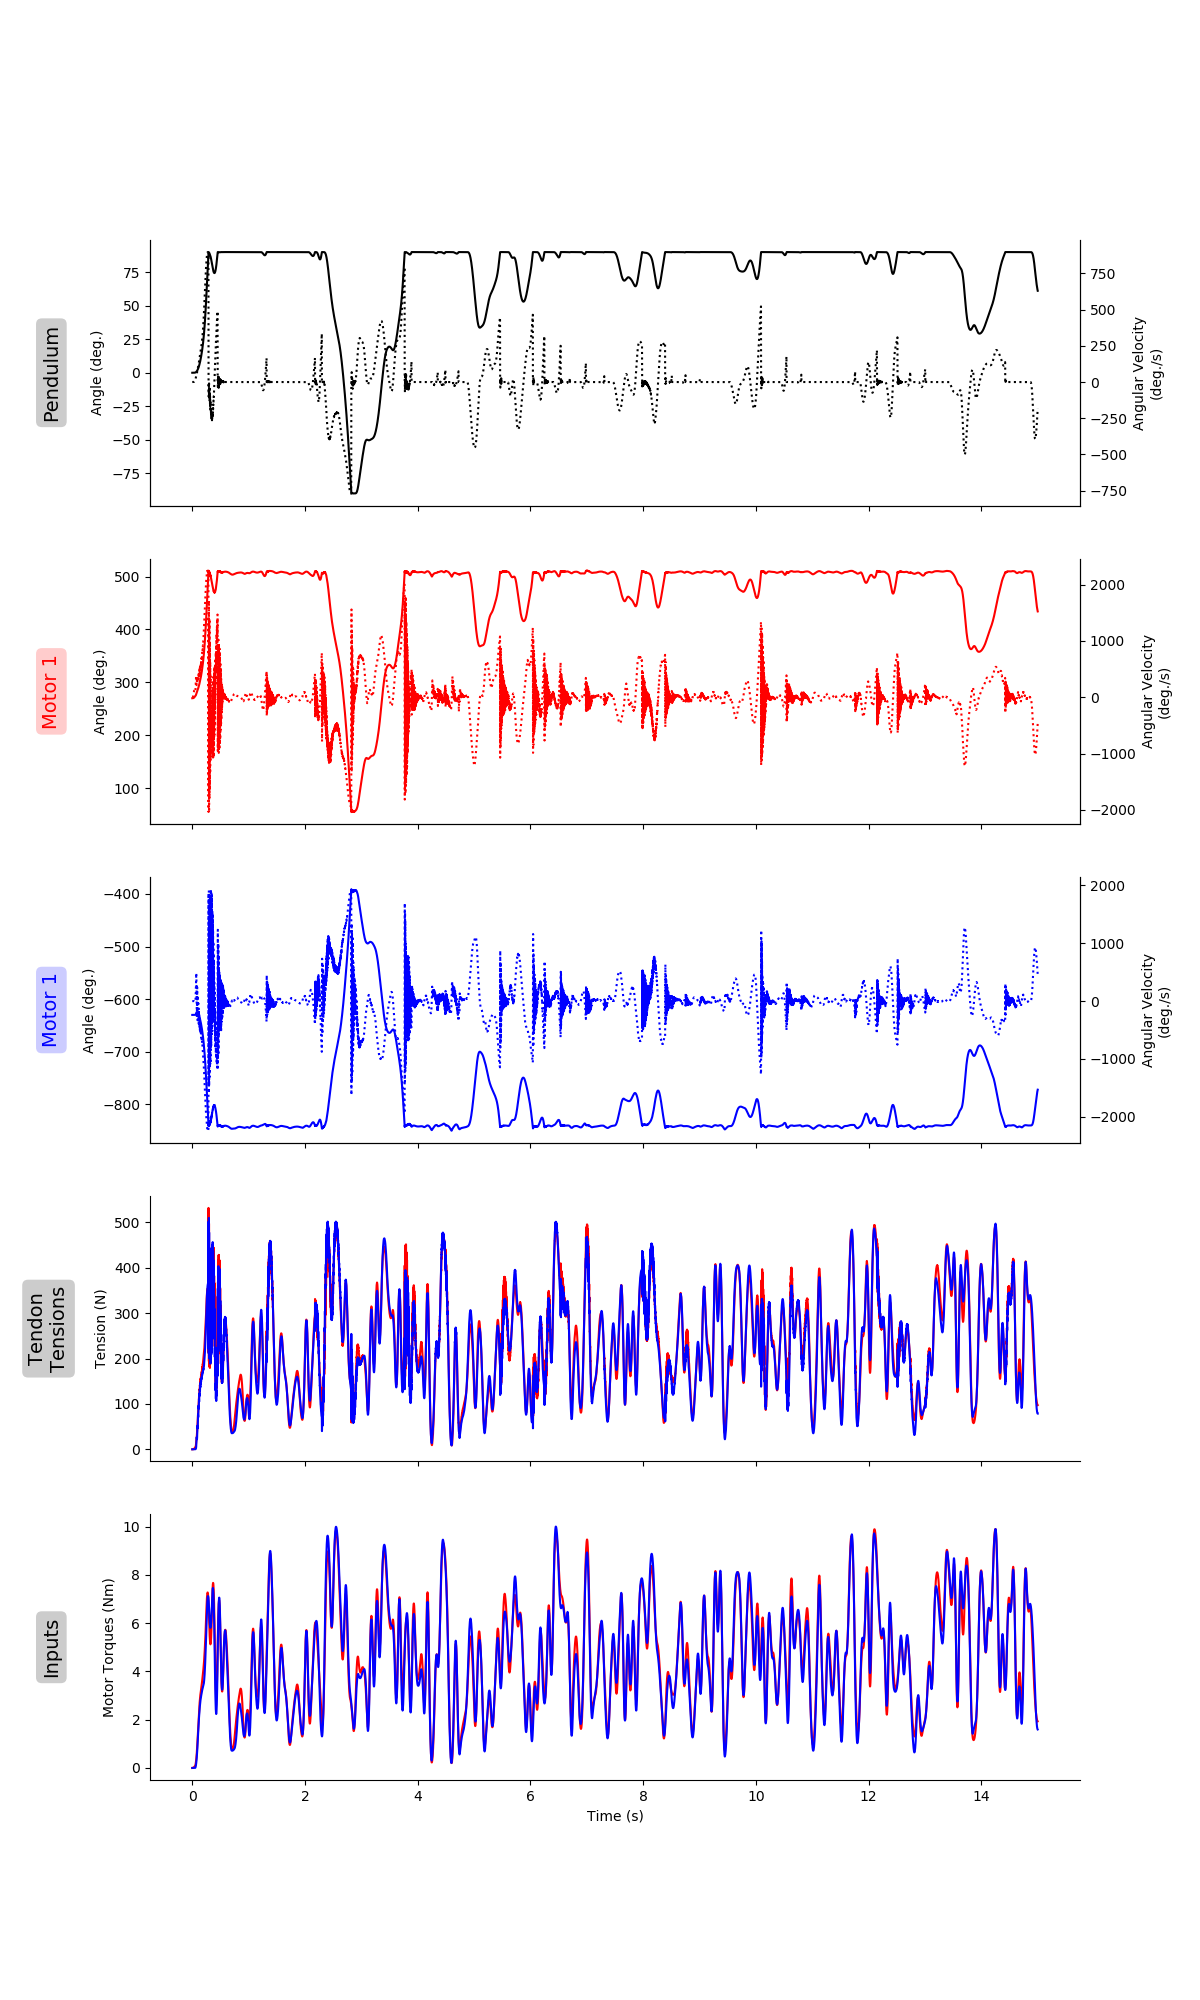 Pendulum
Angle (deg.)
75
50
25
0
−25
−50
−75
750
500
250
0
−250
−500
−750
Angular Velocity
(deg./s)
Motor 1
Angle (deg.)
500
400
300
200
100
2000
1000
0
−1000
−2000
Angular Velocity
(deg./s)
Motor 1
Angle (deg.)
−400
−500
−600
−700
−800
2000
1000
0
−1000
−2000
Angular Velocity
(deg./s)
Tendon
Tensions
Tension (N)
500
400
300
200
100
0
Inputs
Motor Torques (Nm)
10
8
6
4
2
0
0 2 4 6 8 10 12 14
Time (s)